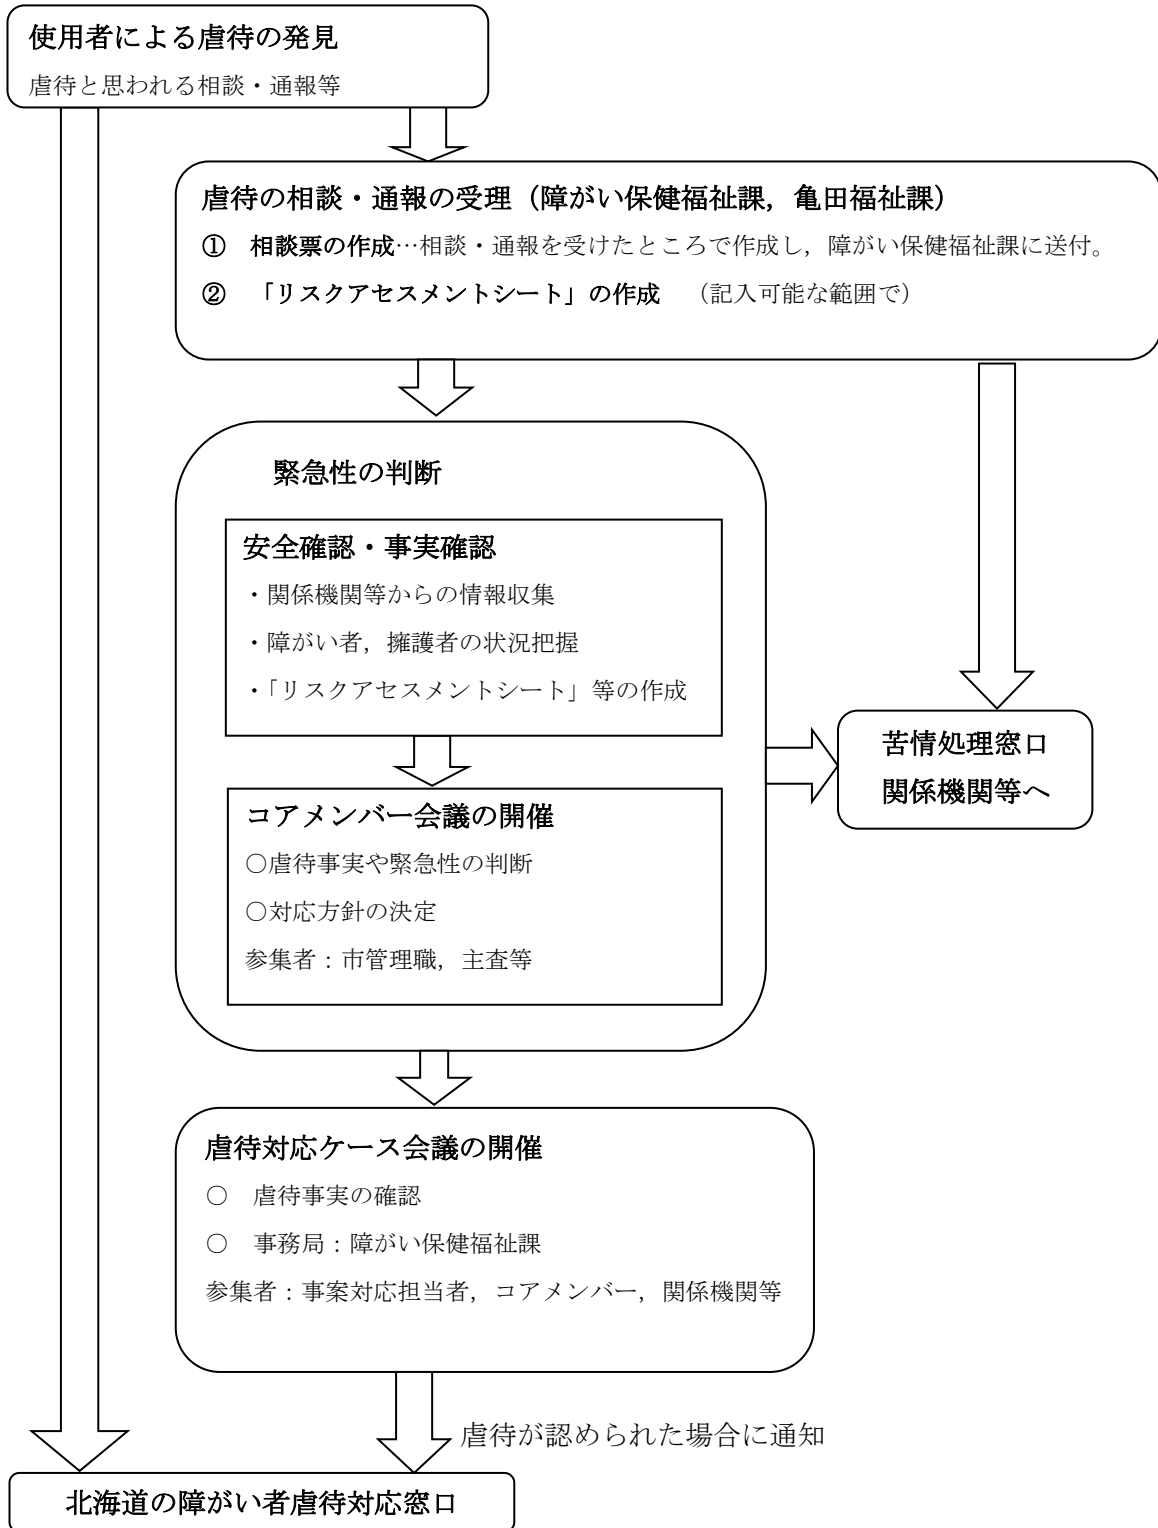 使用者による虐待の発見
虐待と思われる相談・通報等
虐待の相談・通報の受理（障がい保健福祉課，亀田福祉課）
① 相談票の作成…相談・通報を受けたところで作成し，障がい保健福祉課に送付。
② 「リスクアセスメントシート」の作成 （記入可能な範囲で）
緊急性の判断
安全確認・事実確認
・関係機関等からの情報収集
・障がい者，擁護者の状況把握
・「リスクアセスメントシート」等の作成
苦情処理窓口
関係機関等へ
コアメンバー会議の開催
○虐待事実や緊急性の判断
○対応方針の決定
参集者：市管理職，主査等
虐待対応ケース会議の開催
○ 虐待事実の確認
○ 事務局：障がい保健福祉課
参集者：事案対応担当者，コアメンバー，関係機関等
虐待が認められた場合に通知
北海道の障がい者虐待対応窓口